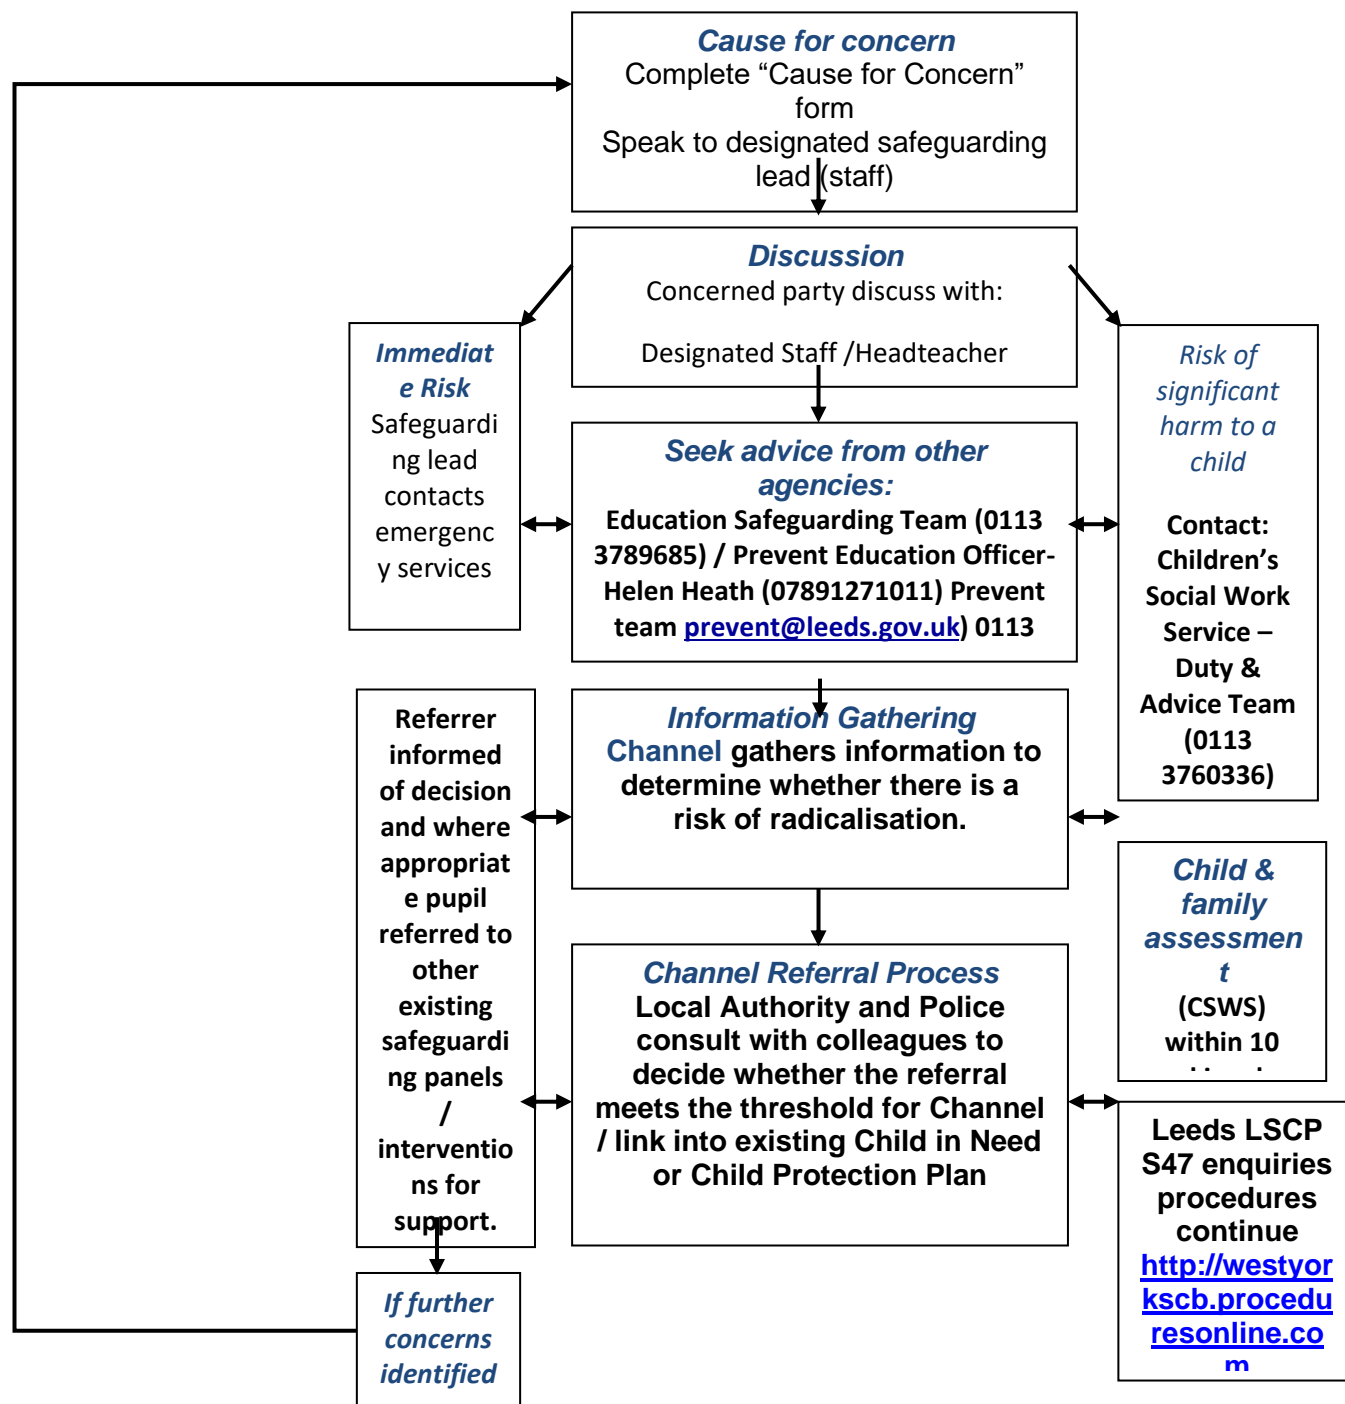 Cause for concern
Complete “Cause for Concern”
form
Speak to designated safeguarding
lead (staff)
Discussion
Concerned party discuss with:
Designated Staff /Headteacher
Immediat
e Risk
Safeguardi
ng lead
contacts
emergenc
y services
Seek advice from other
agencies:
Education Safeguarding Team (0113
3789685) / Prevent Education Officer-
Helen Heath (07891271011) Prevent
team prevent@leeds.gov.uk) 0113
Risk of
significant
harm to a
child
Contact:
Children’s
Social Work
Service –
Duty &
Advice Team
(0113
3760336)
Referrer
informed
of decision
and where
appropriat
e pupil
referred to
other
existing
safeguardi
ng panels
/
interventio
ns for
support.
Information Gathering
Channel gathers information to
determine whether there is a
risk of radicalisation.
Child &
family
assessmen
t
(CSWS)
within 10
Channel Referral Process
Local Authority and Police
consult with colleagues to
decide whether the referral
meets the threshold for Channel
/ link into existing Child in Need
or Child Protection Plan
Leeds LSCP
S47 enquiries
procedures
continue
http://westyor
kscb.procedu
resonline.co
m
If further
concerns
identified